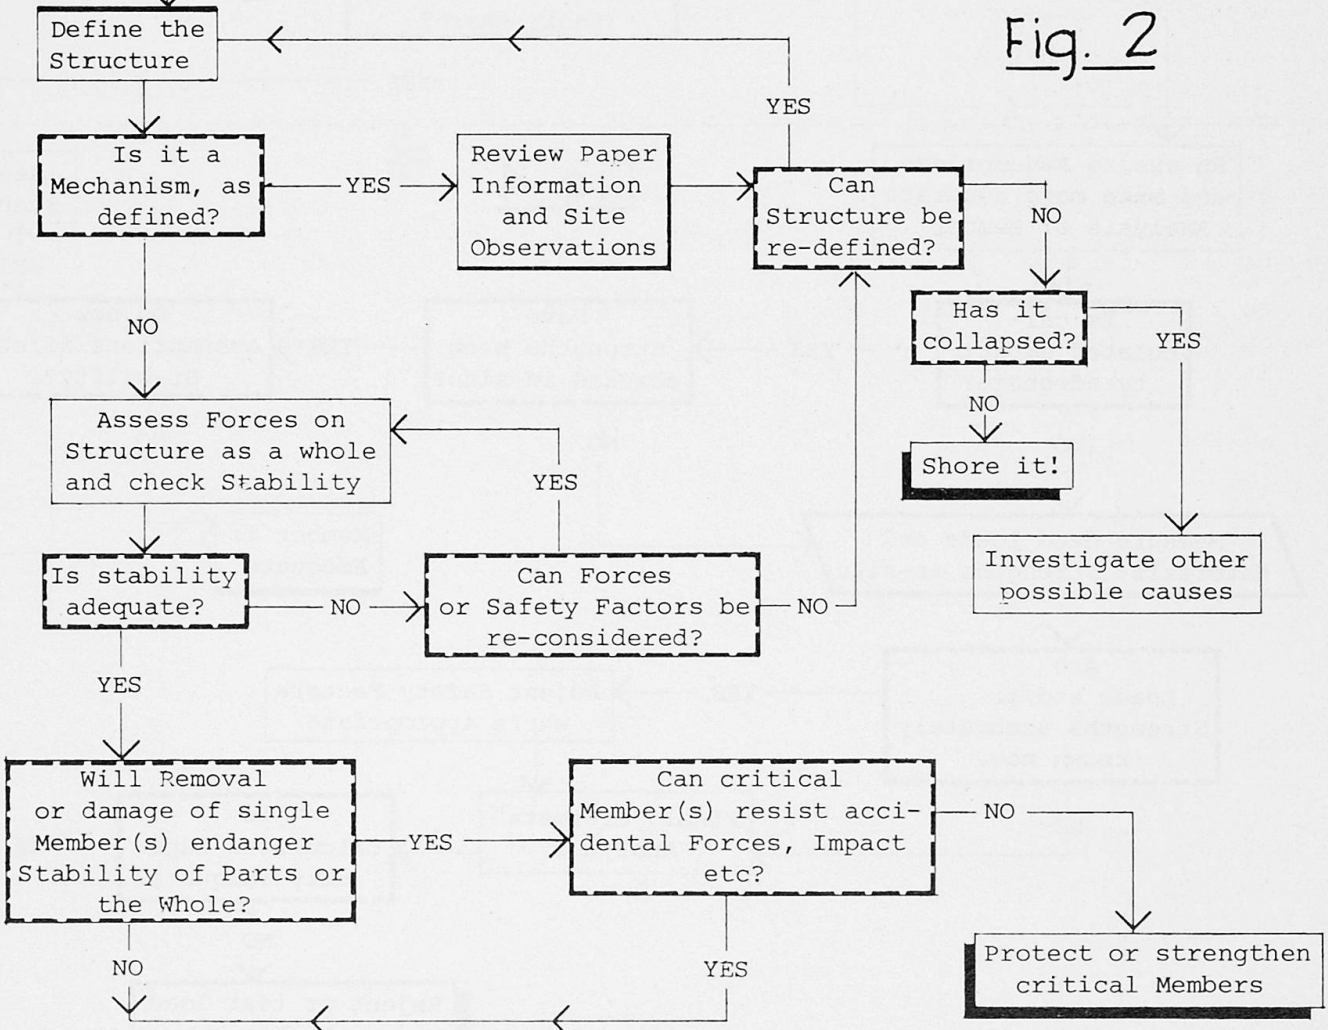 Fig. 2
Define the
Structure
YES
Is it a
Mechanism, as
defined?
YES
Review Paper
Information
and Site
Observations
Can
Structure be
re-defined?
NO
Has it
collapsed?
YES
NO
Shore it!
Investigate other
possible causes
NO
Assess Forces on
Structure as a whole
and check Stability
YES
Is stability
adequate?
NO
Can Forces
or Safety Factors be
re-considered?
NO
YES
Will Removal
or damage of single
Member(s) endanger
Stability of Parts or
the Whole?
YES
Can critical
Member(s) resist acci-
dental Forces, Impact
etc?
NO
Protect or strengthen
critical Members
NO
YES